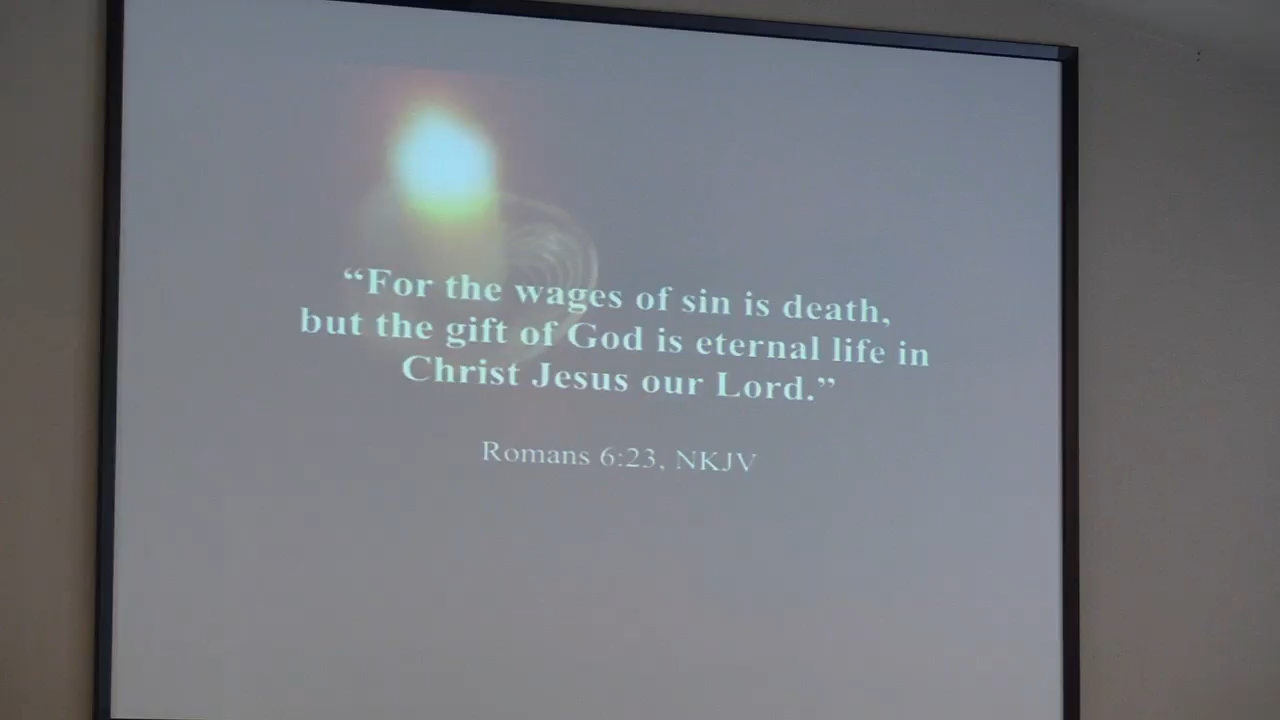 “For the wages of sin is death,
but the gift of God is eternal life in
Christ Jesus our Lord.”
Romans 6:23, NKJV